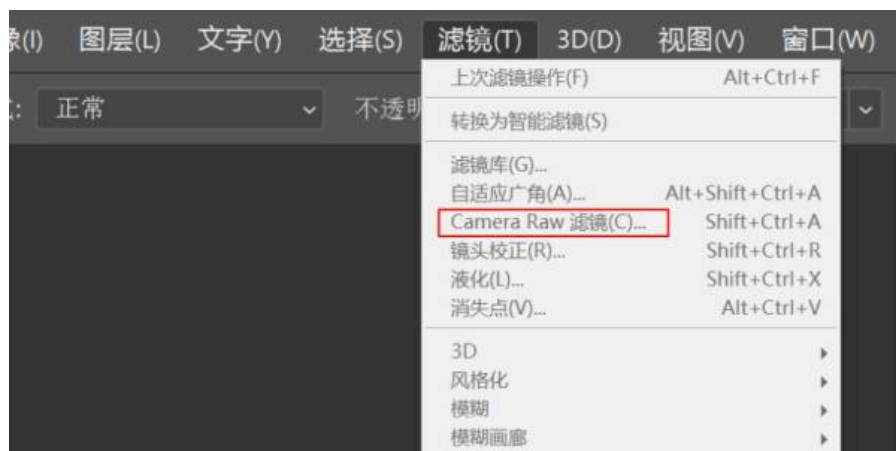 图层(L) 文字(Y) 选择(S) 滤镜(T) 3D(D) 视图(V) 窗口(W)
正常 不透明
上次滤镜操作(F) Alt+Ctrl+F
转换为智能滤镜(S)
滤镜库(G)...
自适应广角(A)... Alt+Shift+Ctrl+A
Camera Raw 滤镜(C)... Shift+Ctrl+A
镜头校正(R)... Shift+Ctrl+R
液化(L)... Shift+Ctrl+X
消失点(V)... Alt+Ctrl+V
3D
风格化
模糊
模糊画廊